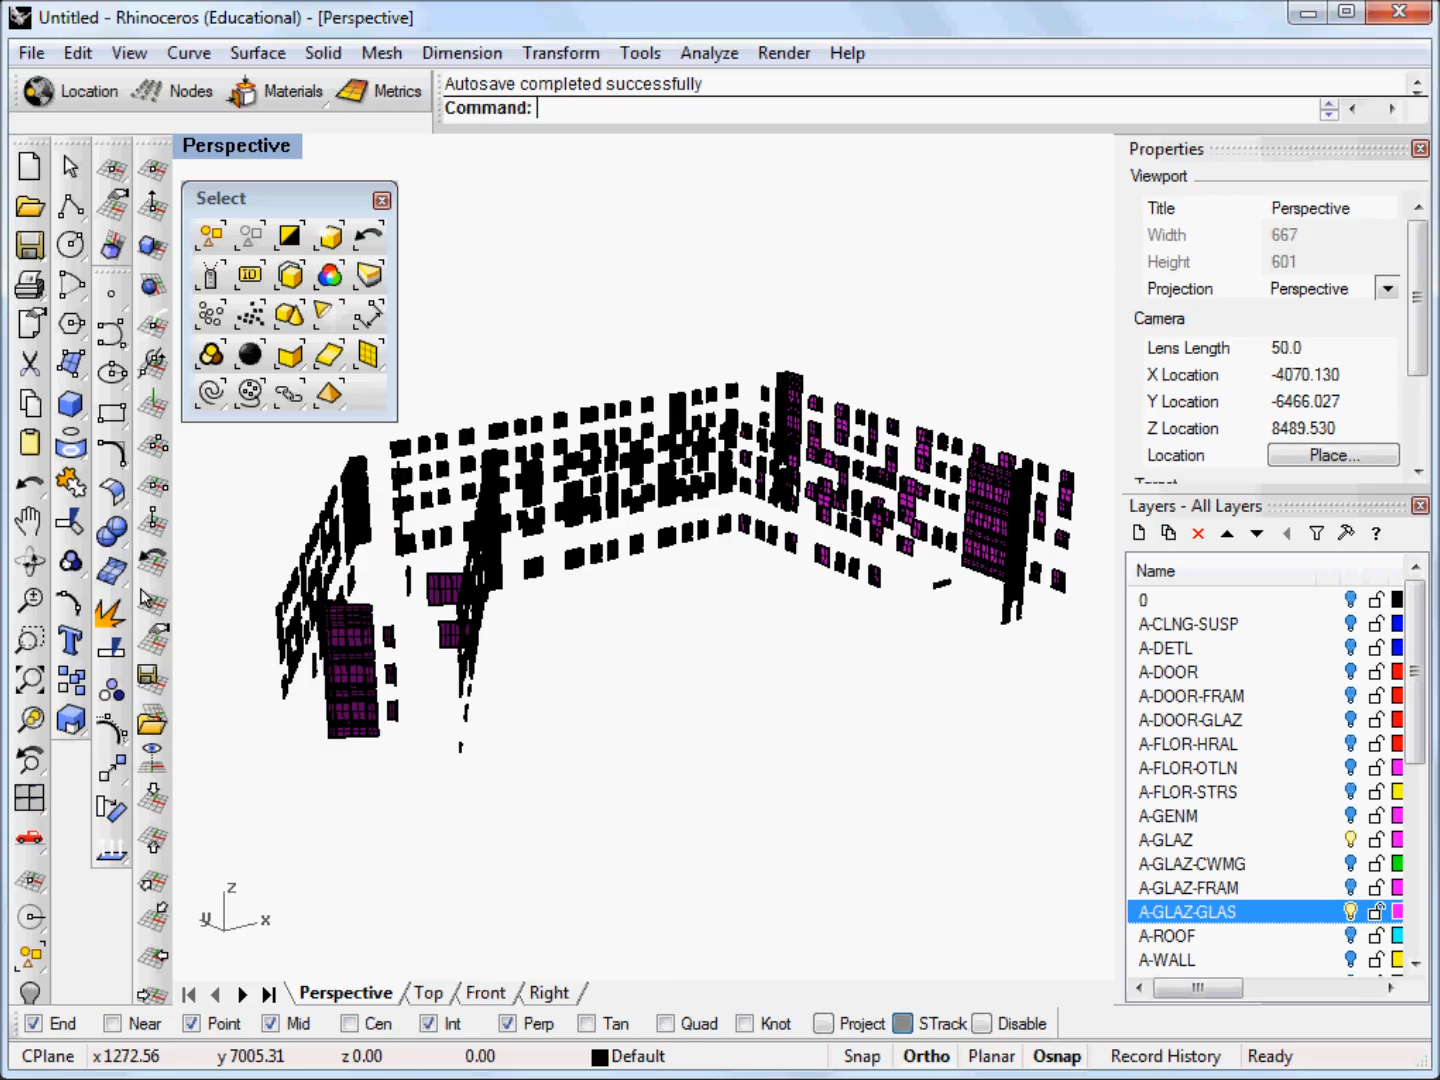 Untitled - Rhinoceros (Educational) - [Perspective]
File Edit View Curve Surface Solid Mesh Dimension Transform Tools Analyze Render Help
Location Nodes Materials Metrics
Autosave completed successfully
Command:
Perspective
Select
ID
Properties
Viewport
Title Perspective
Width 667
Height 601
Projection Perspective
Camera
Lens Length 50.0
X Location -4070.130
Y Location -6466.027
Z Location 8489.530
Location Place...
Layers - All Layers
?
Name
0
A-CLNG-SUSP
A-DETL
A-DOOR
A-DOOR-FRAM
A-DOOR-GLAZ
A-FLOR-HRAL
A-FLOR-OTLN
A-FLOR-STRS
A-GENM
A-GLAZ
A-GLAZ-CWMG
A-GLAZ-FRAM
A-GLAZ-GLAS
A-ROOF
A-WALL
z
y x
Perspective Top Front Right
End Near Point Mid Cen Int Perp Tan Quad Knot Project STrack Disable
CPlane x 1272.56 y 7005.31 z 0.00 0.00 Default Snap Ortho Planar Osnap Record History Ready